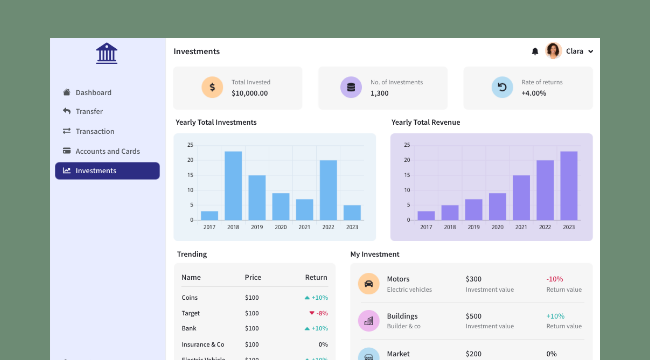 Investments
Clara
Dashboard
Transfer
Transaction
Accounts and Cards
Investments
Total Invested
$10,000.00
No. of Investments
1,300
Rate of returns
+4.00%
Yearly Total Investments
25
20
15
10
5
0
2017 2018 2019 2020 2021 2022 2023
Yearly Total Revenue
25
20
15
10
5
0
2017 2018 2019 2020 2021 2022 2023
Trending
Name Price Return
Coins $100 +10%
Target $100 -8%
Bank $100 +10%
Insurance & Co $100 0%
Electric Vehicle $100 +10%
My Investment
Motors $300 -10%
Electric vehicles Investment value Return value
Buildings $500 +10%
Builder & co Investment value Return value
Market $200 0%